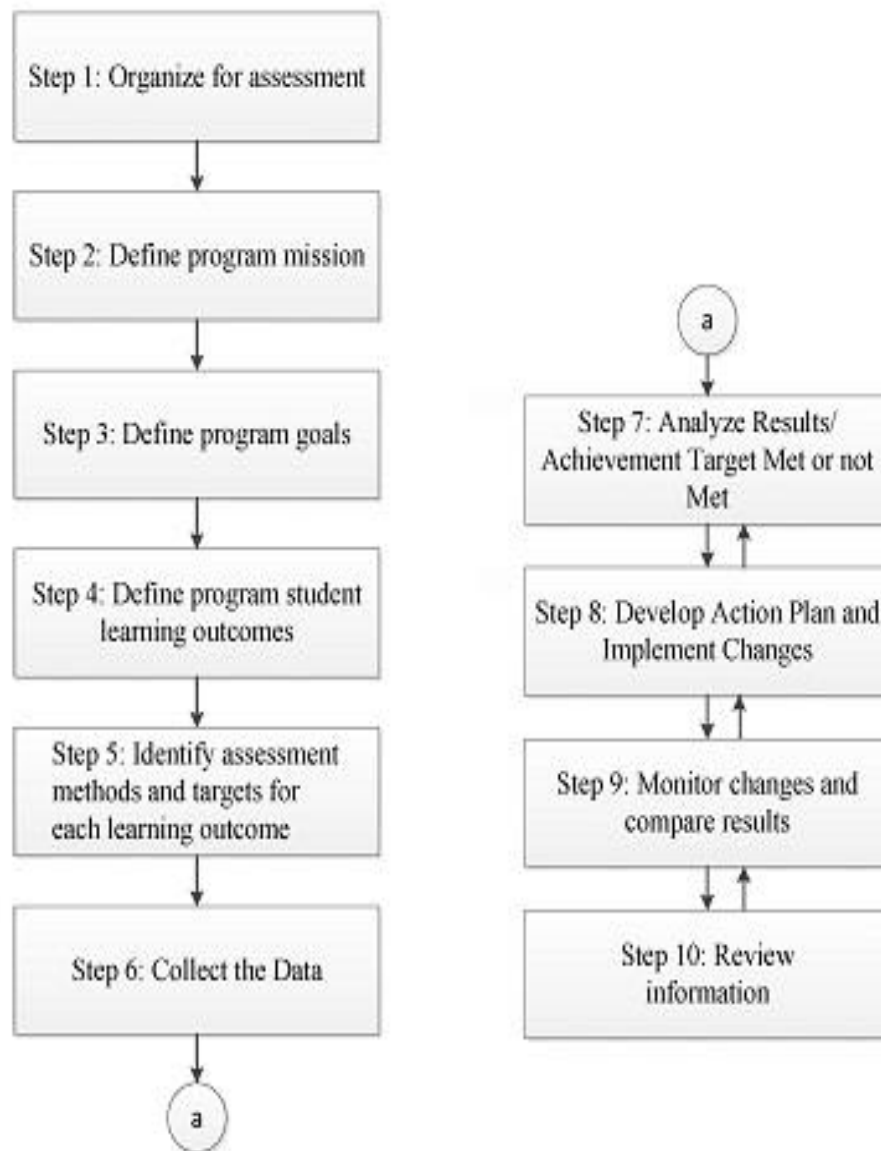 Step 1: Organize for assessment
Step 2: Define program mission
Step 3: Define program goals
Step 4: Define program student
learning outcomes
Step 5: Identify assessment
methods and targets for
each learning outcome
Step 6: Collect the Data
a
a
Step 7: Analyze Results/
Achievement Target Met or not
Met
Step 8: Develop Action Plan and
Implement Changes
Step 9: Monitor changes and
compare results
Step 10: Review
information